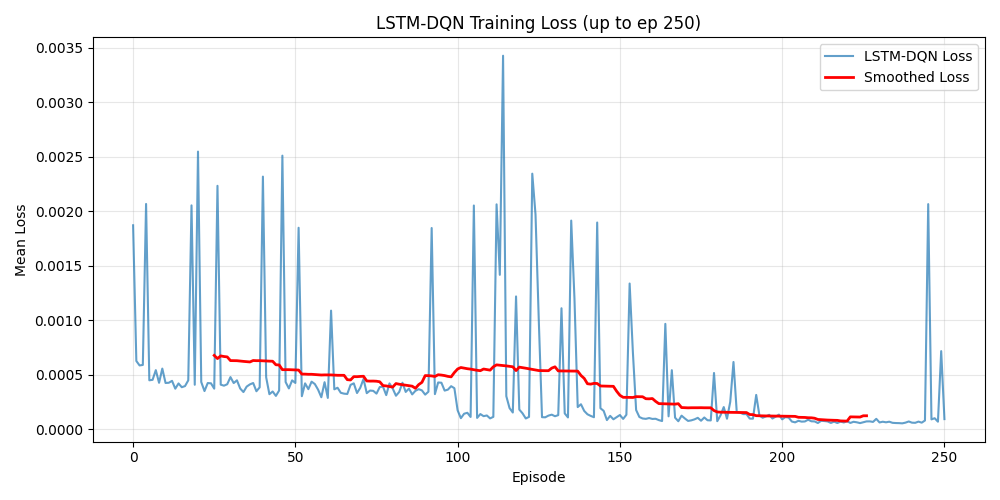 LSTM-DQN Training Loss (up to ep 250)
LSTM-DQN Loss
Smoothed Loss
Mean Loss
0.0035
0.0030
0.0025
0.0020
0.0015
0.0010
0.0005
0.0000
0 50 100 150 200 250
Episode